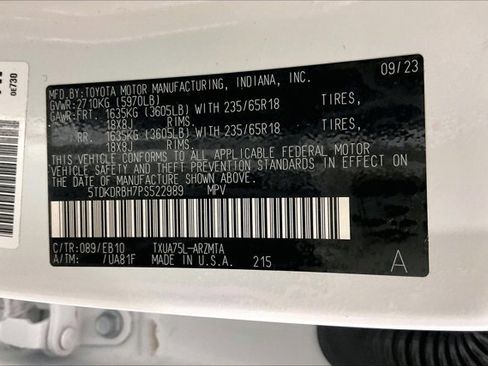 0E730
MFD. BY:TOYOTA MOTOR MANUFACTURING, INDIANA, INC. 09/23
GVWR: 2710KG (5970LB)
GAWR:FRT. 1635KG (3605LB) WITH 235/65R18 TIRES,
18X8J RIMS.
RR. 1635KG (3605LB) WITH 235/65R18 TIRES,
18X8J RIMS.
THIS VEHICLE CONFORMS TO ALL APPLICABLE FEDERAL MOTOR
VEHICLE SAFETY STANDARDS IN EFFECT ON THE DATE OF
MANUFACTURE SHOWN ABOVE.
5TDKDRBH7PS522989 MPV
C/TR: 089/EB10 TXUA75L-ARZMTA
A/TM: /UA81F MADE IN U.S.A. 215 A